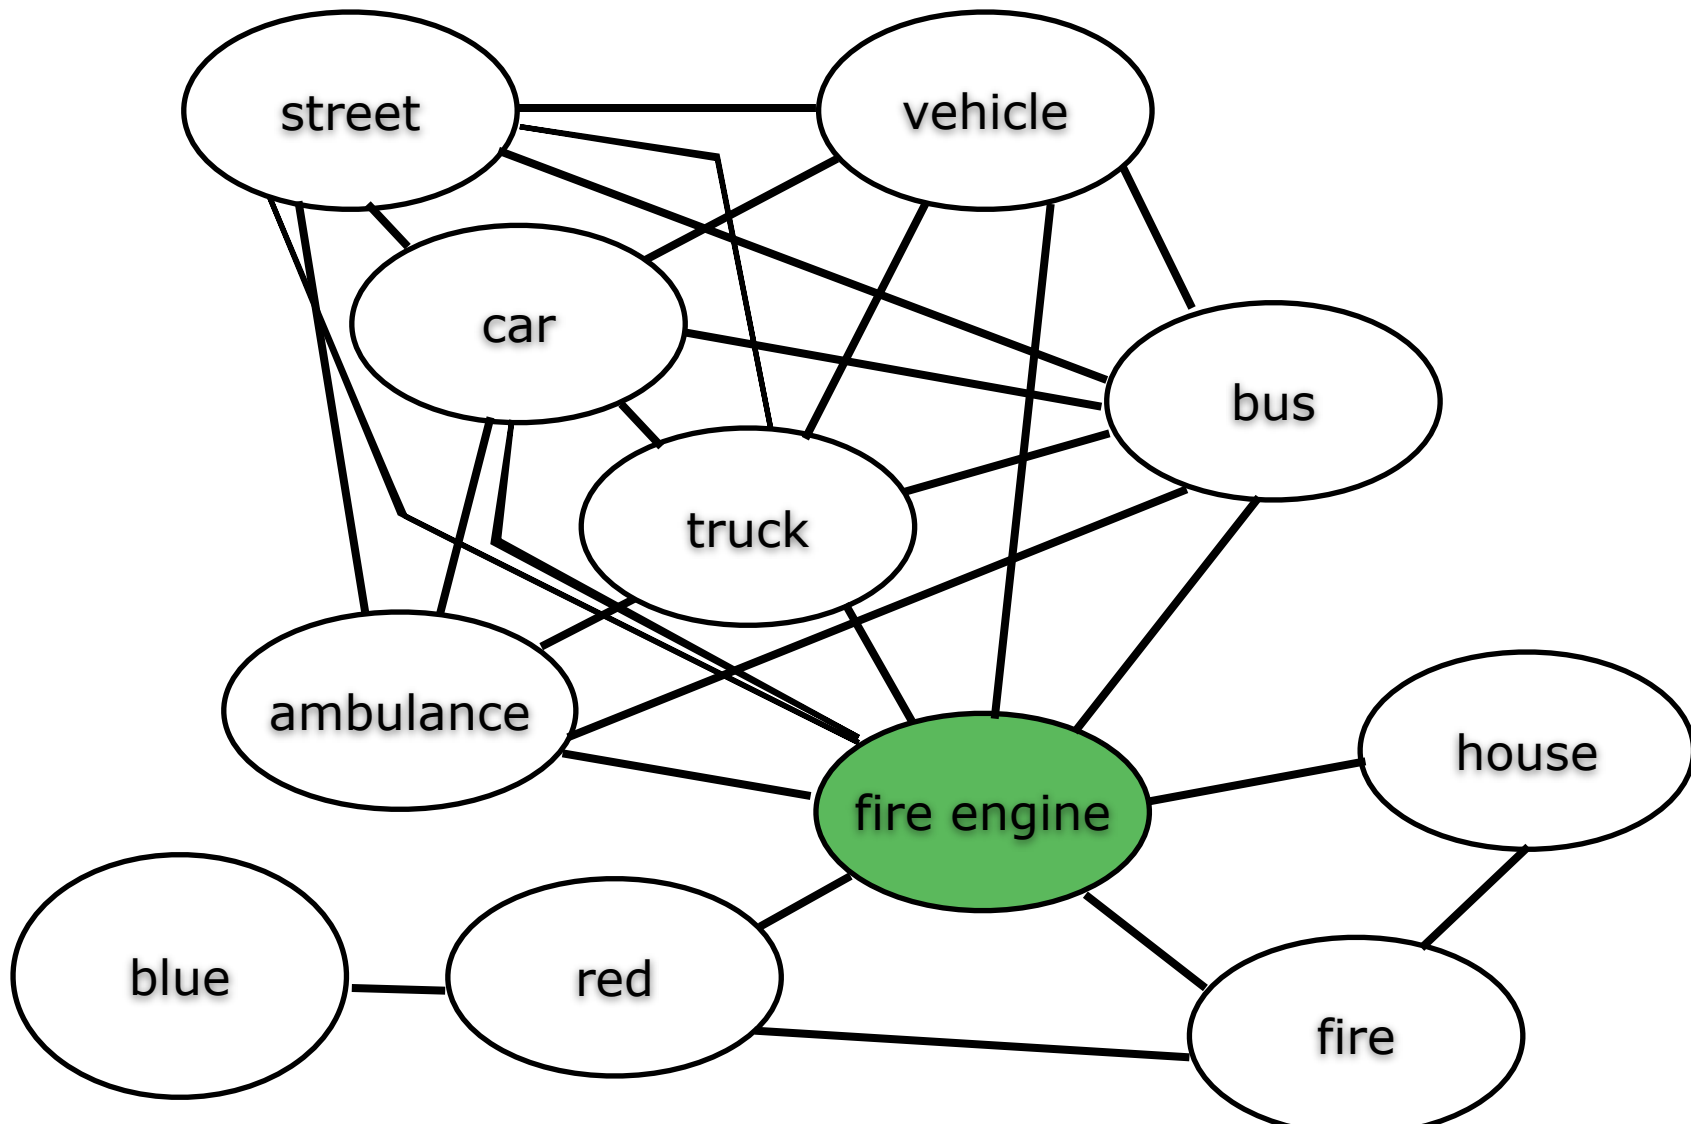 street
vehicle
car
bus
truck
ambulance
fire engine
house
blue
red
fire